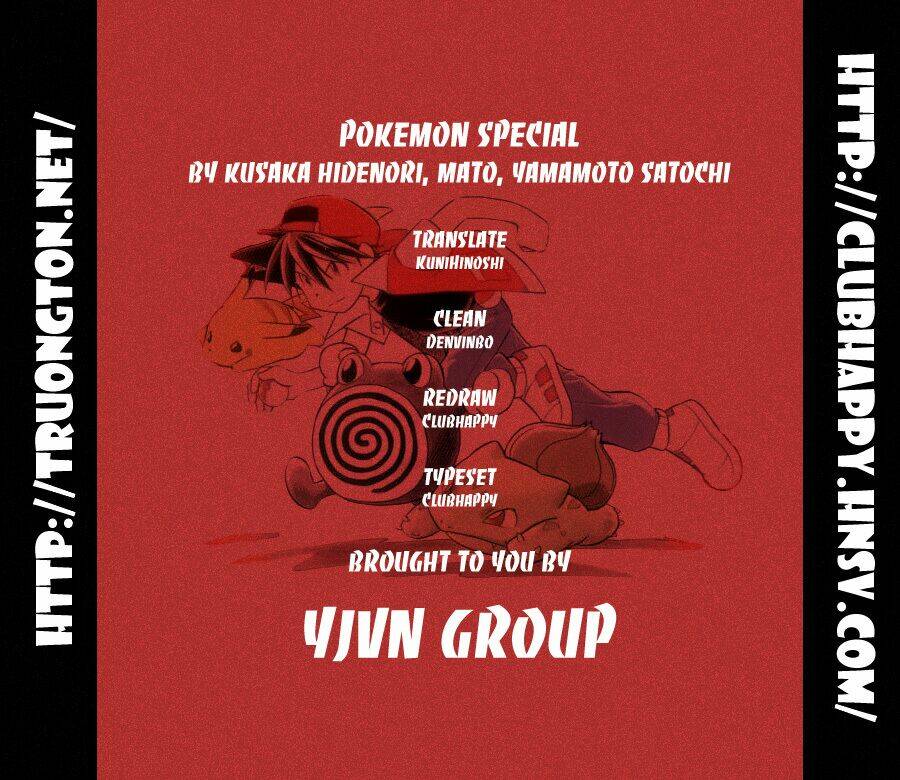 POKEMON SPECIAL
BY KUSAKA HIDENORI, MATO, YAMAMOTO SATOCHI
TRANSLATE
KUNIHINOSHI
CLEAN
DENVINBO
REDRAW
CLUBHAPPY
TYPESET
CLUBHAPPY
BROUGHT TO YOU BY
YJVN GROUP
HTTP://TRUONGTON.NET/
HTTP://CLUBHAPPY.HNSV.COM/